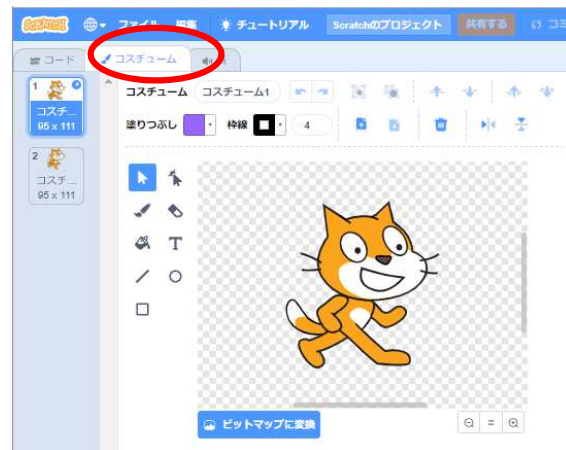 SCRATCH ファイル 編集 チュートリアル Scratchのプロジェクト 共有する
コード コスチューム
1
コスチ...
95 x 111
2
コスチ...
95 x 111
コスチューム コスチューム1
塗りつぶし 枠線 4
T
ビットマップに変換
=